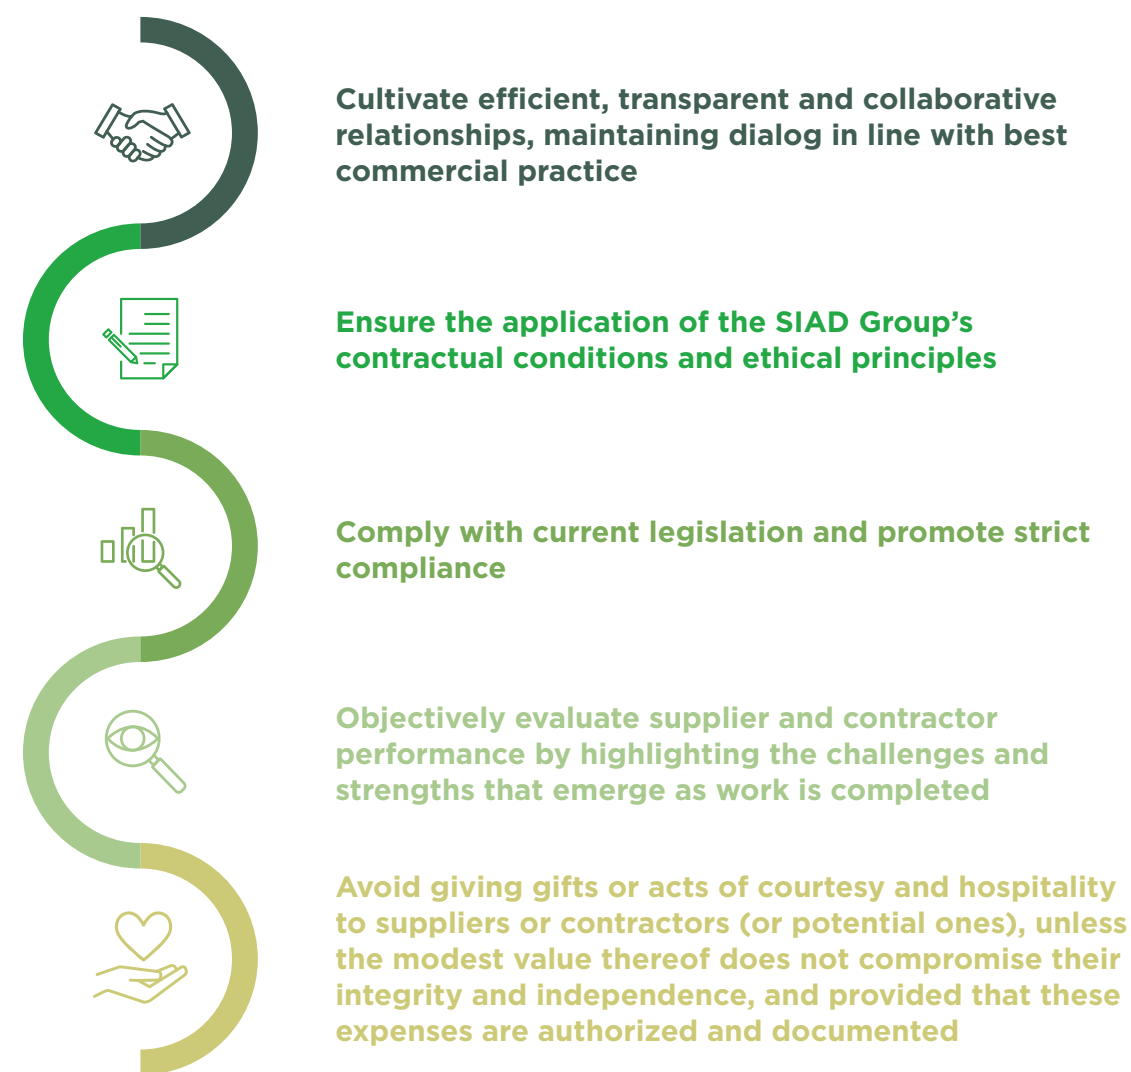 Cultivate efficient, transparent and collaborative
relationships, maintaining dialog in line with best
commercial practice
Ensure the application of the SIAD Group’s
contractual conditions and ethical principles
Comply with current legislation and promote strict
compliance
Objectively evaluate supplier and contractor
performance by highlighting the challenges and
strengths that emerge as work is completed
Avoid giving gifts or acts of courtesy and hospitality
to suppliers or contractors (or potential ones), unless
the modest value thereof does not compromise their
integrity and independence, and provided that these
expenses are authorized and documented